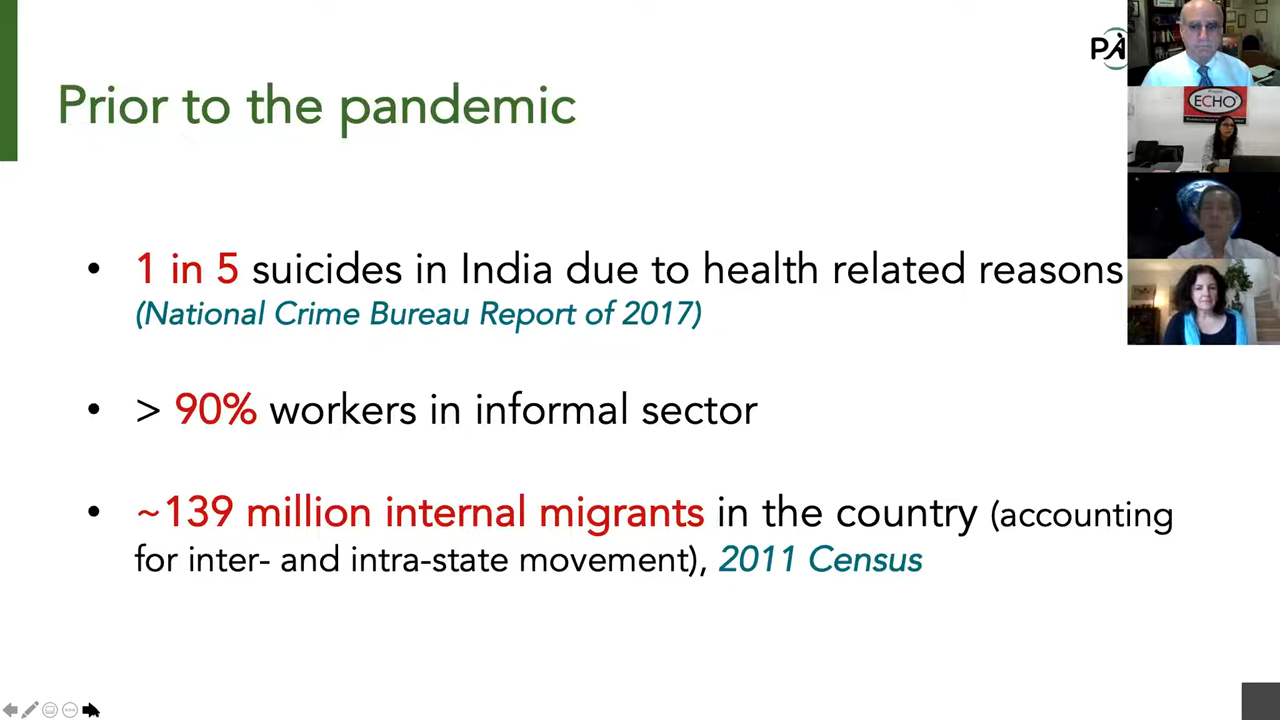 Prior to the pandemic
PA
ECHO
• 1 in 5 suicides in India due to health related reasons
(National Crime Bureau Report of 2017)
• > 90% workers in informal sector
• ~139 million internal migrants in the country (accounting
for inter- and intra-state movement), 2011 Census